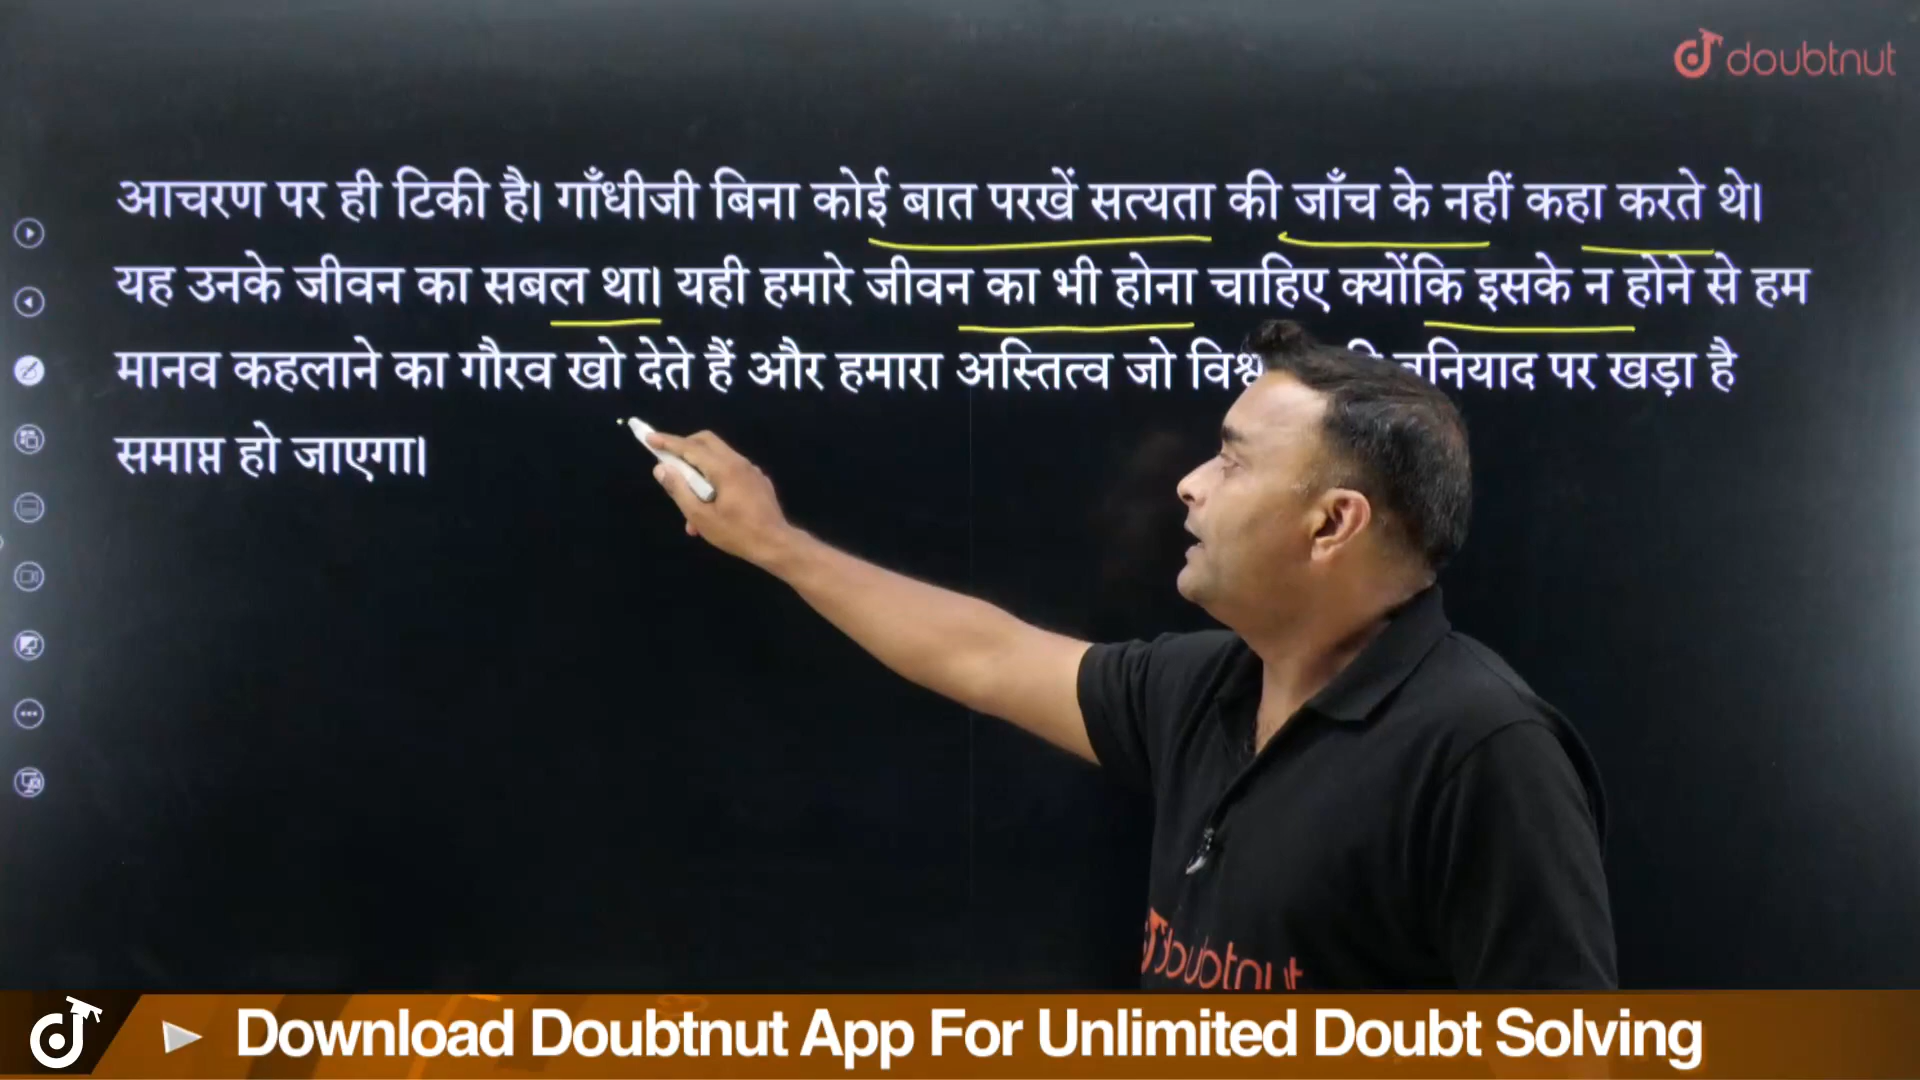 doubtnut
आचरण पर ही टिकी है। गाँधीजी बिना कोई बात परखें सत्यता की जाँच के नहीं कहा करते थे।
यह उनके जीवन का सबल था। यही हमारे जीवन का भी होना चाहिए क्योंकि इसके न होने से हम
मानव कहलाने का गौरव खो देते हैं और हमारा अस्तित्व जो पर खड़ा है
समाप्त हो जाएगा।
doubtnut
Download Doubtnut App For Unlimited Doubt Solving